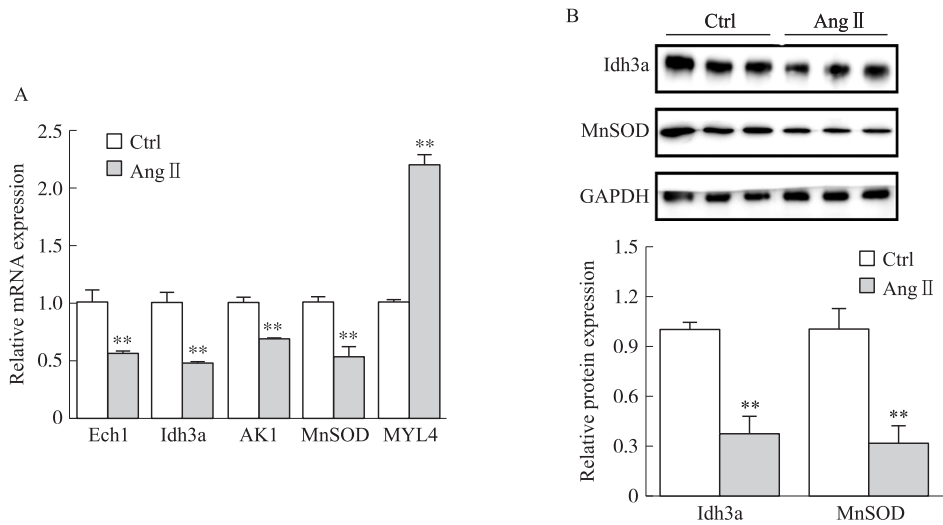 A
Relative mRNA expression
2.5
2.0
1.5
1.0
0.5
0
Ctrl
Ang Ⅱ
**
**
**
**
**
Ech1 Idh3a AK1 MnSOD MYL4
B
Ctrl Ang Ⅱ
Idh3a
MnSOD
GAPDH
Relative protein expression
1.5
1.2
0.9
0.6
0.3
0
Ctrl
Ang Ⅱ
**
**
Idh3a MnSOD